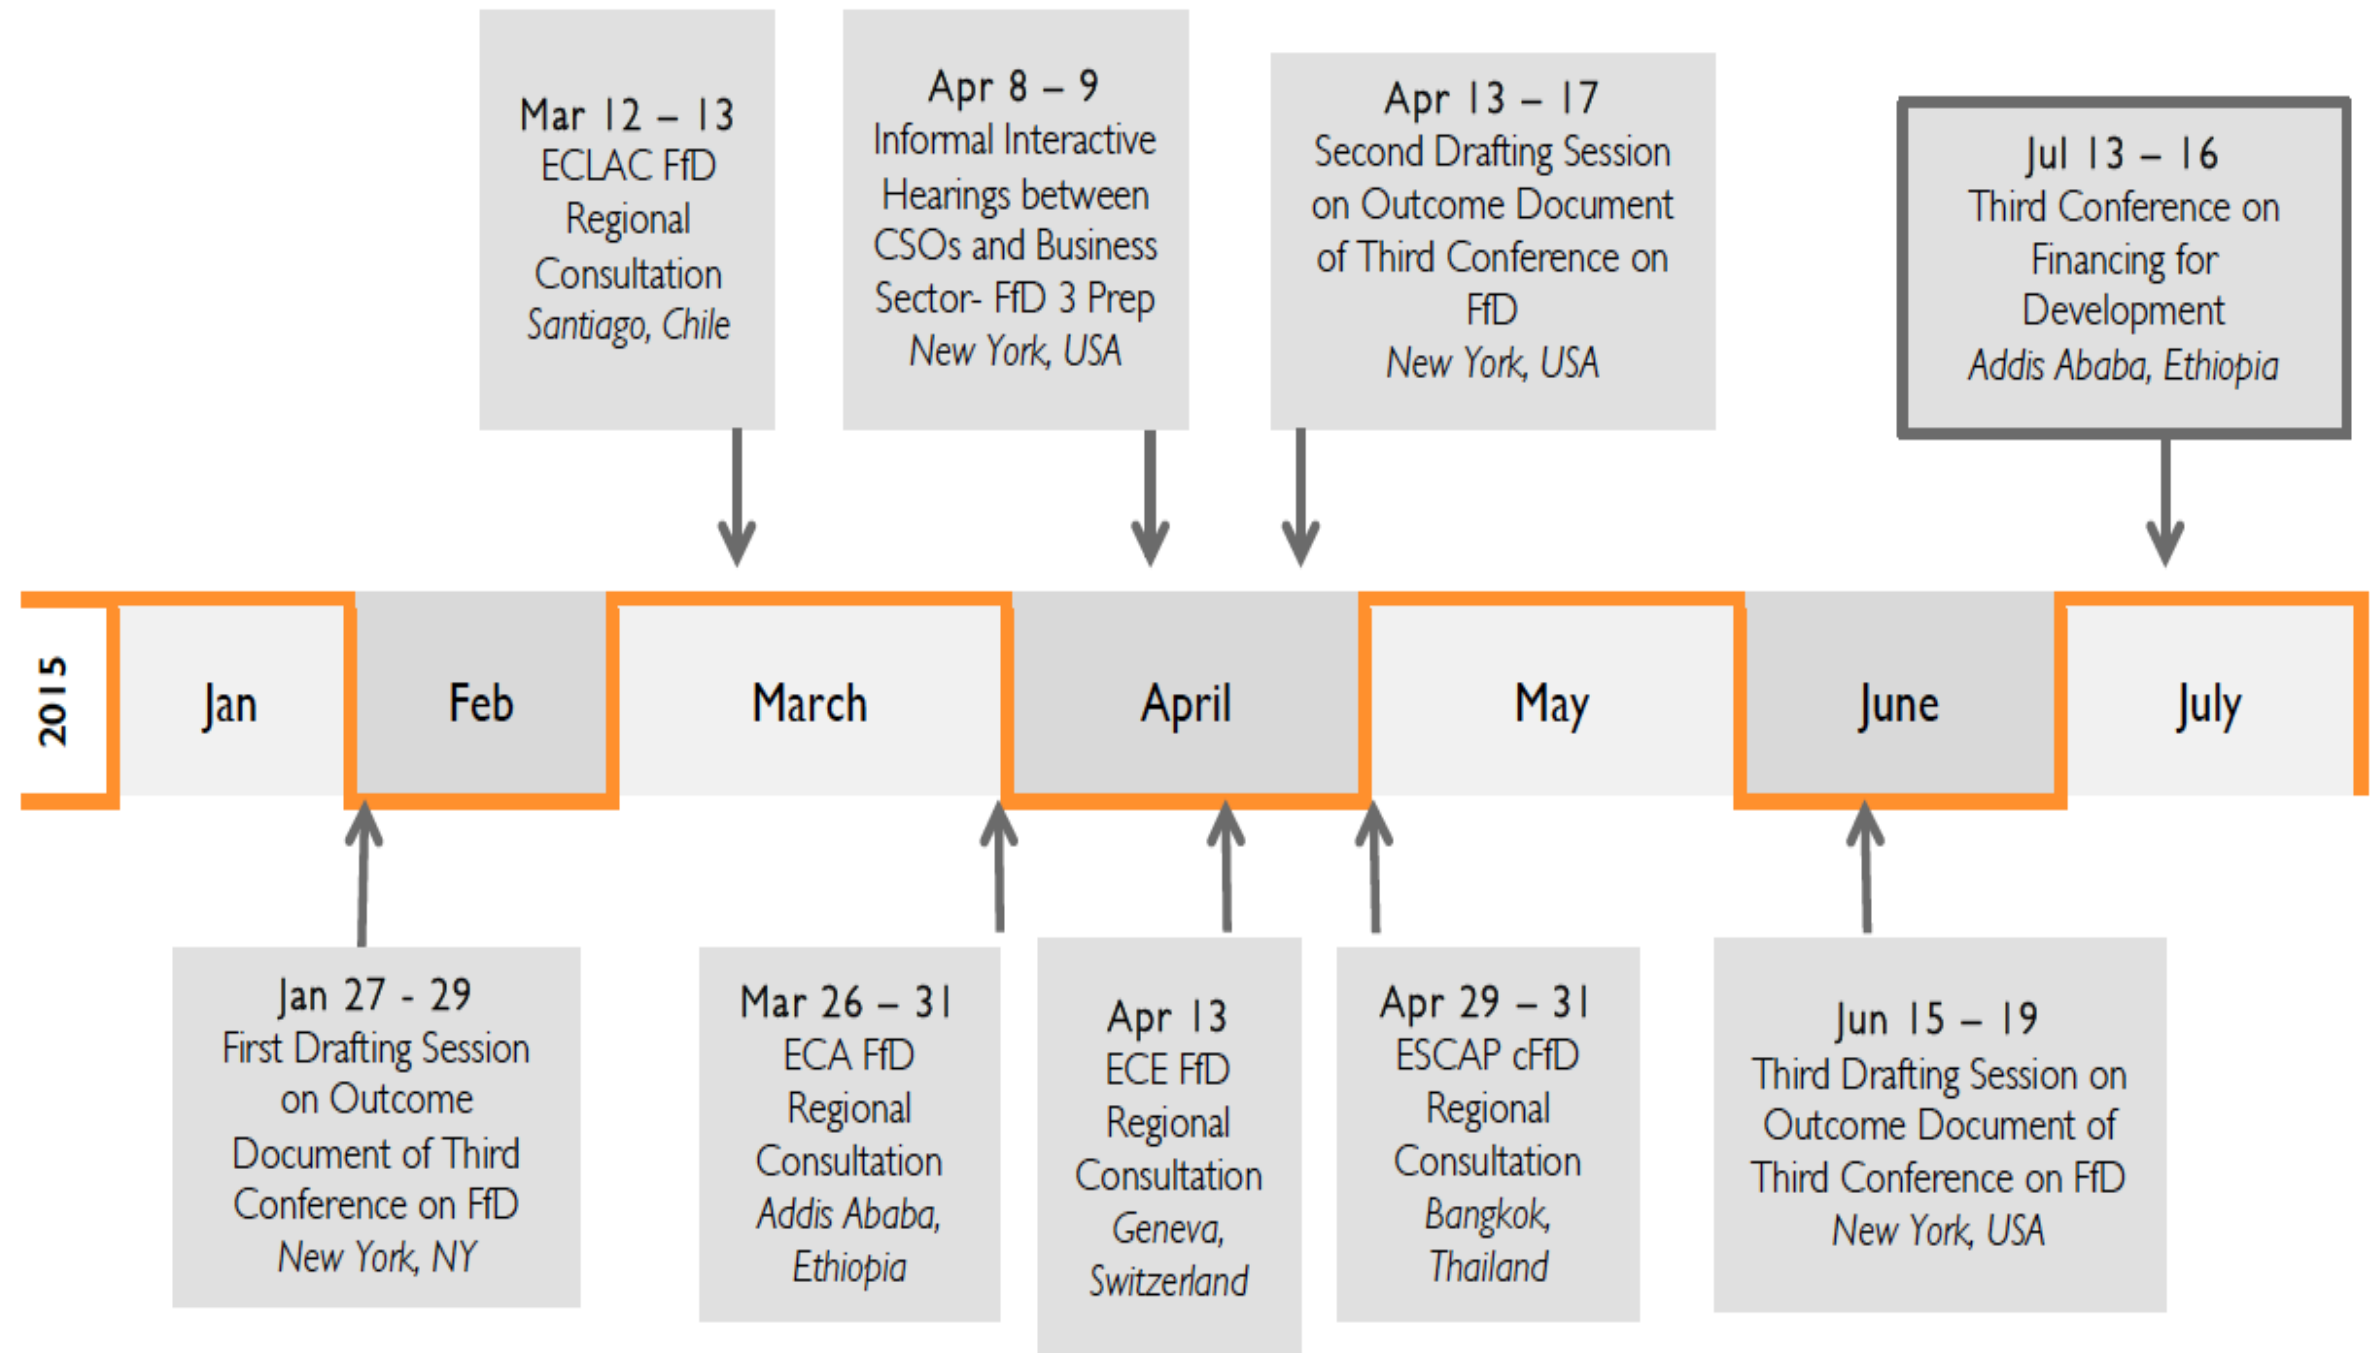 Mar 12 – 13
ECLAC FfD
Regional
Consultation
Santiago, Chile
Apr 8 – 9
Informal Interactive
Hearings between
CSOs and Business
Sector- FfD 3 Prep
New York, USA
Apr 13 – 17
Second Drafting Session
on Outcome Document
of Third Conference on
FfD
New York, USA
Jul 13 – 16
Third Conference on
Financing for
Development
Addis Ababa, Ethiopia
2015
Jan
Feb
March
April
May
June
July
Jan 27 - 29
First Drafting Session
on Outcome
Document of Third
Conference on FfD
New York, NY
Mar 26 – 31
ECA FfD
Regional
Consultation
Addis Ababa,
Ethiopia
Apr 13
ECE FfD
Regional
Consultation
Geneva,
Switzerland
Apr 29 – 31
ESCAP cFfD
Regional
Consultation
Bangkok,
Thailand
Jun 15 – 19
Third Drafting Session on
Outcome Document of
Third Conference on FfD
New York, USA